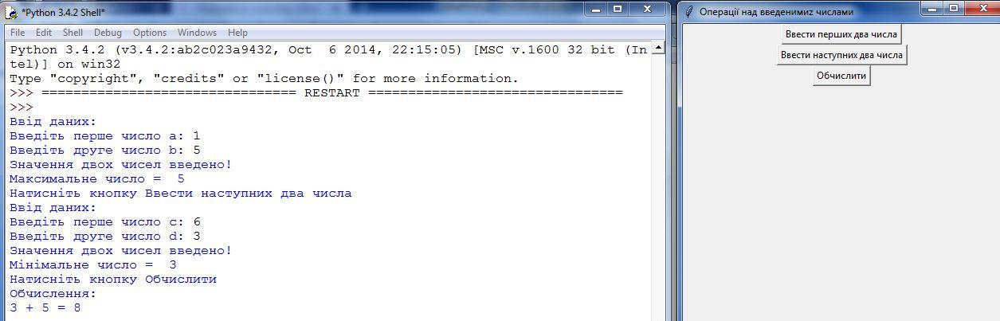 *Python 3.4.2 Shell*
File Edit Shell Debug Options Windows Help
Python 3.4.2 (v3.4.2:ab2c023a9432, Oct  6 2014, 22:15:05) [MSC v.1600 32 bit (In
tel)] on win32
Type "copyright", "credits" or "license()" for more information.
>>> ================================ RESTART ================================
>>>
Ввід даних:
Введіть перше число a: 1
Введіть друге число b: 5
Значення двох чисел введено!
Максимальне число =  5
Натисніть кнопку Ввести наступних два числа
Ввід даних:
Введіть перше число c: 6
Введіть друге число d: 3
Значення двох чисел введено!
Мінімальне число =  3
Натисніть кнопку Обчислити
Обчислення:
3 + 5 = 8
Операції над введенимиz числами
Ввести перших два числа
Ввести наступних два числа
Обчислити